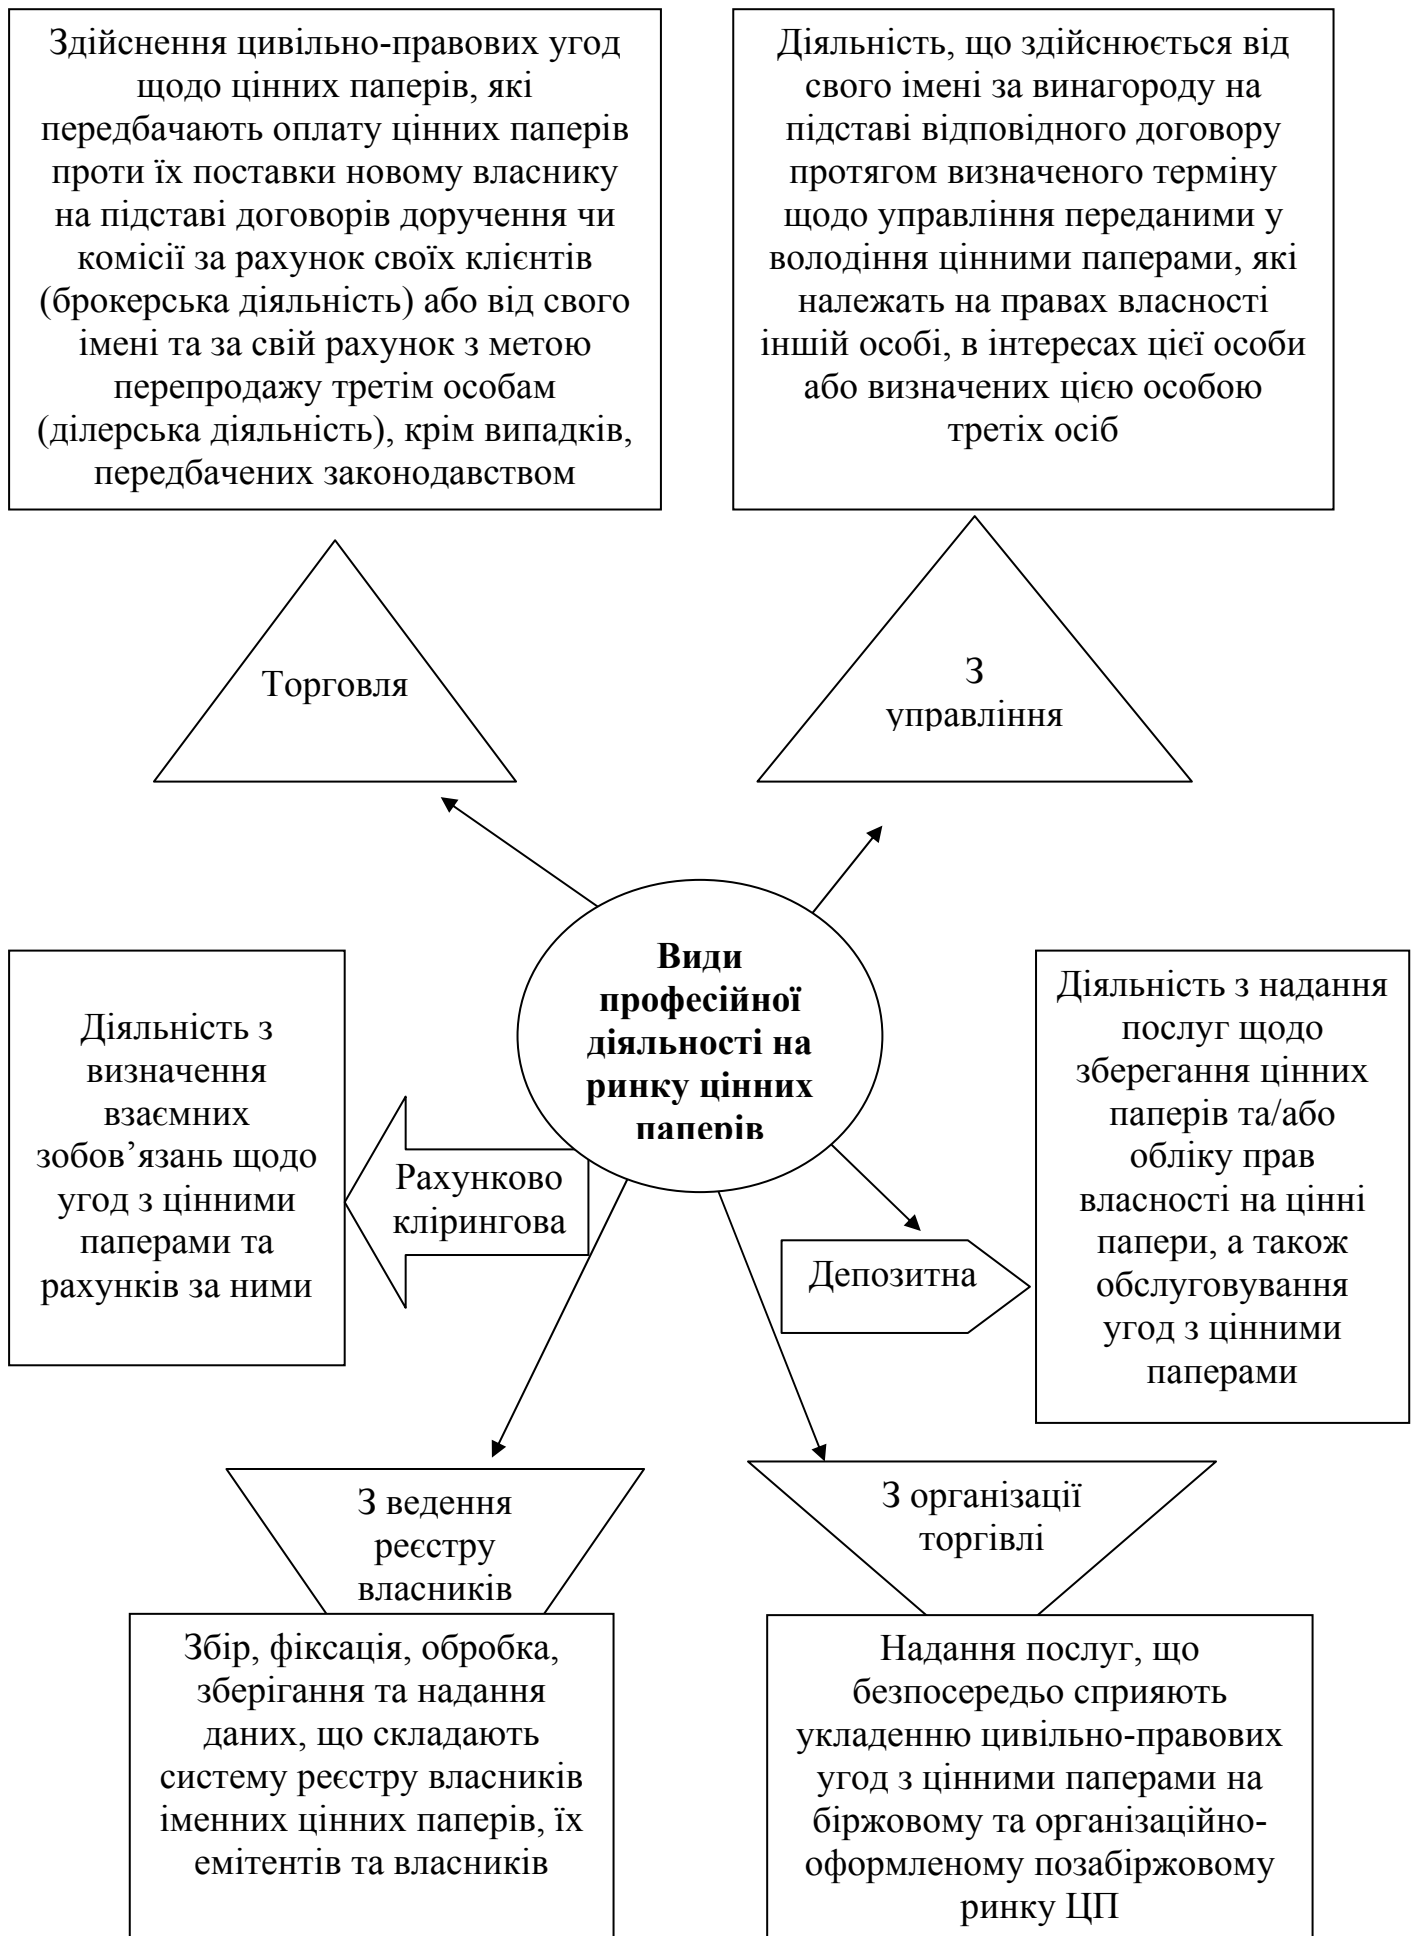 Здійснення цивільно-правових угод
щодо цінних паперів, які
передбачають оплату цінних паперів
проти їх поставки новому власнику
на підставі договорів доручення чи
комісії за рахунок своїх клієнтів
(брокерська діяльність) або від свого
імені та за свій рахунок з метою
перепродажу третім особам
(ділерська діяльність), крім випадків,
передбачених законодавством
Діяльність, що здійснюється від
свого імені за винагороду на
підставі відповідного договору
протягом визначеного терміну
щодо управління переданими у
володіння цінними паперами, які
належать на правах власності
іншій особі, в інтересах цієї особи
або визначених цією особою
третіх осіб
Торговля
З
управління
Види
професійної
діяльності на
ринку цінних
паперів
Діяльність з
визначення
взаємних
зобов’язань щодо
угод з цінними
паперами та
рахунків за ними
Рахунково
клірингова
Депозитна
Діяльність з надання
послуг щодо
зберегання цінних
паперів та/або
обліку прав
власності на цінні
папери, а також
обслуговування
угод з цінними
паперами
З ведення
реєстру
власників
З організації
торгівлі
Збір, фіксація, обробка,
зберігання та надання
даних, що складають
систему реєстру власників
іменних цінних паперів, їх
емітентів та власників
Надання послуг, що
безпосередьо сприяють
укладенню цивільно-правових
угод з цінними паперами на
біржовому та організаційно-
оформленому позабіржовому
ринку ЦП